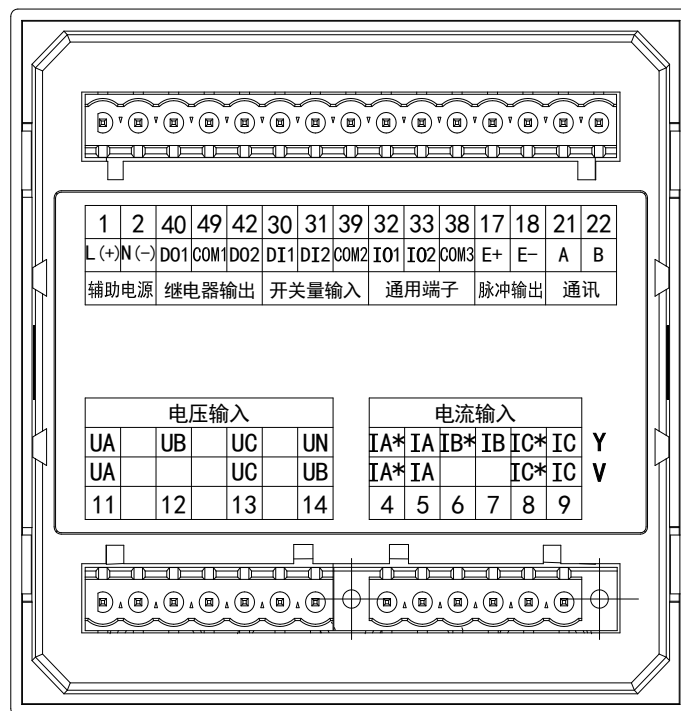 1 2 40 49 42 30 31 39 32 33 38 17 18 21 22
L(+) N(-) DO1 COM1 DO2 DI1 DI2 COM2 IO1 IO2 COM3 E+ E- A B
辅助电源 继电器输出 开关量输入 通用端子 脉冲输出 通讯
电压输入 电流输入
UA UB UC UN IA* IA IB* IB IC* IC Y
UA UC UB IA* IA IC* IC V
11 12 13 14 4 5 6 7 8 9